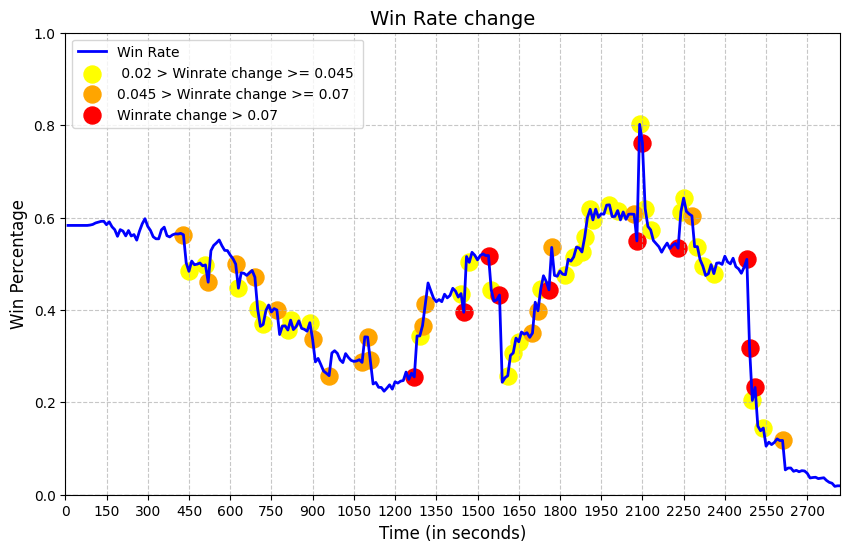 Win Rate change
Win Rate
0.02 > Winrate change >= 0.045
0.045 > Winrate change >= 0.07
Winrate change > 0.07
Win Percentage
1.0
0.8
0.6
0.4
0.2
0.0
0 150 300 450 600 750 900 1050 1200 1350 1500 1650 1800 1950 2100 2250 2400 2550 2700
Time (in seconds)